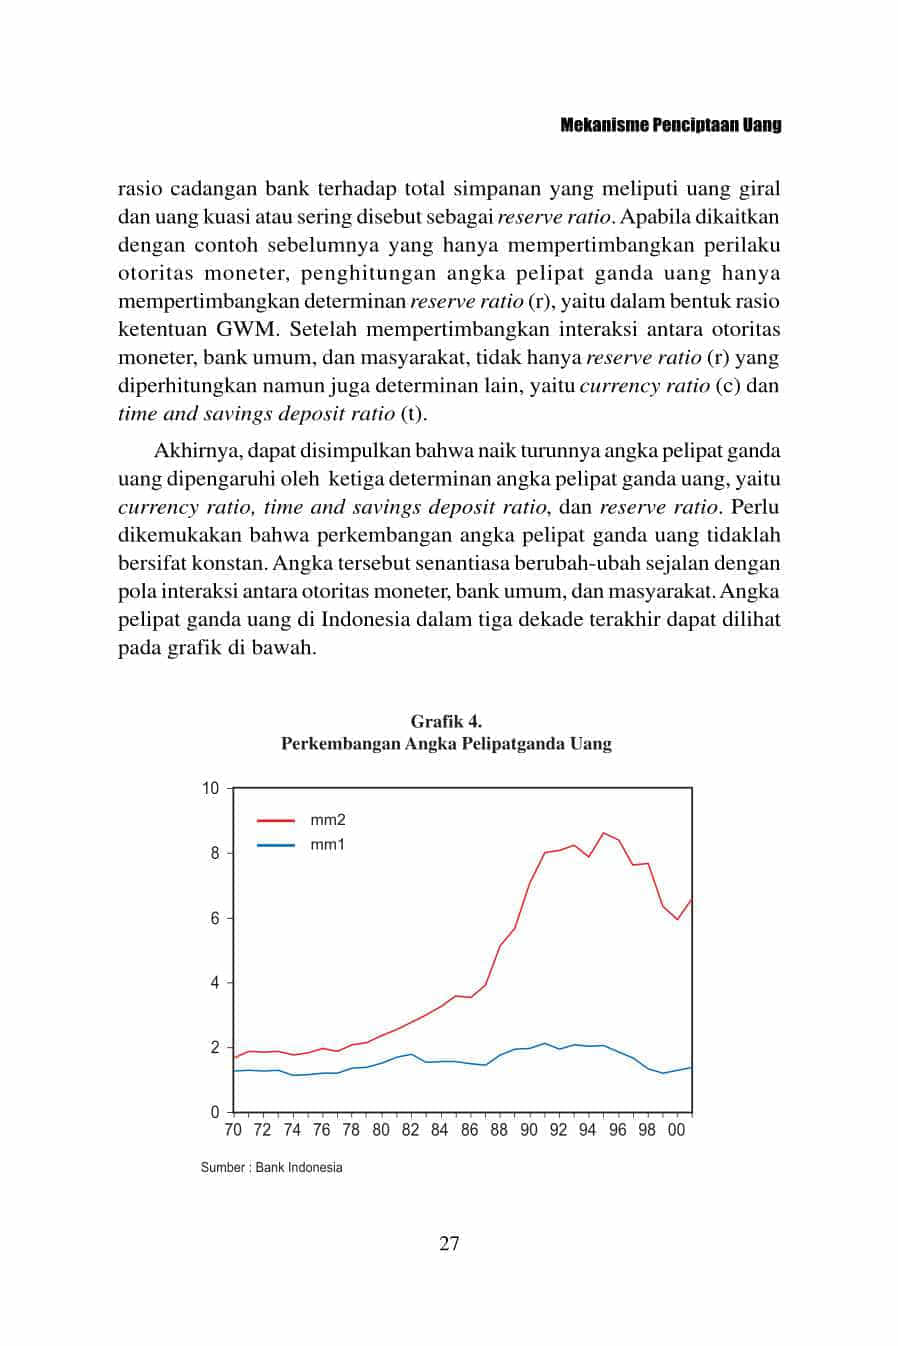 Mekanisme Penciptaan Uang
rasio cadangan bank terhadap total simpanan yang meliputi uang giral
dan uang kuasi atau sering disebut sebagai reserve ratio. Apabila dikaitkan
dengan contoh sebelumnya yang hanya mempertimbangkan perilaku
otoritas moneter, penghitungan angka pelipat ganda uang hanya
mempertimbangkan determinan reserve ratio (r), yaitu dalam bentuk rasio
ketentuan GWM. Setelah mempertimbangkan interaksi antara otoritas
moneter, bank umum, dan masyarakat, tidak hanya reserve ratio (r) yang
diperhitungkan namun juga determinan lain, yaitu currency ratio (c) dan
time and savings deposit ratio (t).
Akhirnya, dapat disimpulkan bahwa naik turunnya angka pelipat ganda
uang dipengaruhi oleh ketiga determinan angka pelipat ganda uang, yaitu
currency ratio, time and savings deposit ratio, dan reserve ratio. Perlu
dikemukakan bahwa perkembangan angka pelipat ganda uang tidaklah
bersifat konstan. Angka tersebut senantiasa berubah-ubah sejalan dengan
pola interaksi antara otoritas moneter, bank umum, dan masyarakat. Angka
pelipat ganda uang di Indonesia dalam tiga dekade terakhir dapat dilihat
pada grafik di bawah.
Grafik 4.
Perkembangan Angka Pelipatganda Uang
10
mm2
mm1
8
6
4
2
0
70 72 74 76 78 80 82 84 86 88 90 92 94 96 98 00
Sumber : Bank Indonesia
27